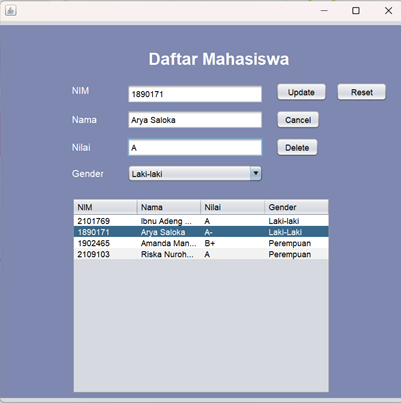 Daftar Mahasiswa
NIM 1890171 Update Reset
Nama Arya Saloka Cancel
Nilai A Delete
Gender Laki-laki
NIM Nama Nilai Gender
2101769 Ibnu Adeng ... A Laki-laki
1890171 Arya Saloka A- Laki-Laki
1902465 Amanda Man... B+ Perempuan
2109103 Riska Nuroh... A Perempuan